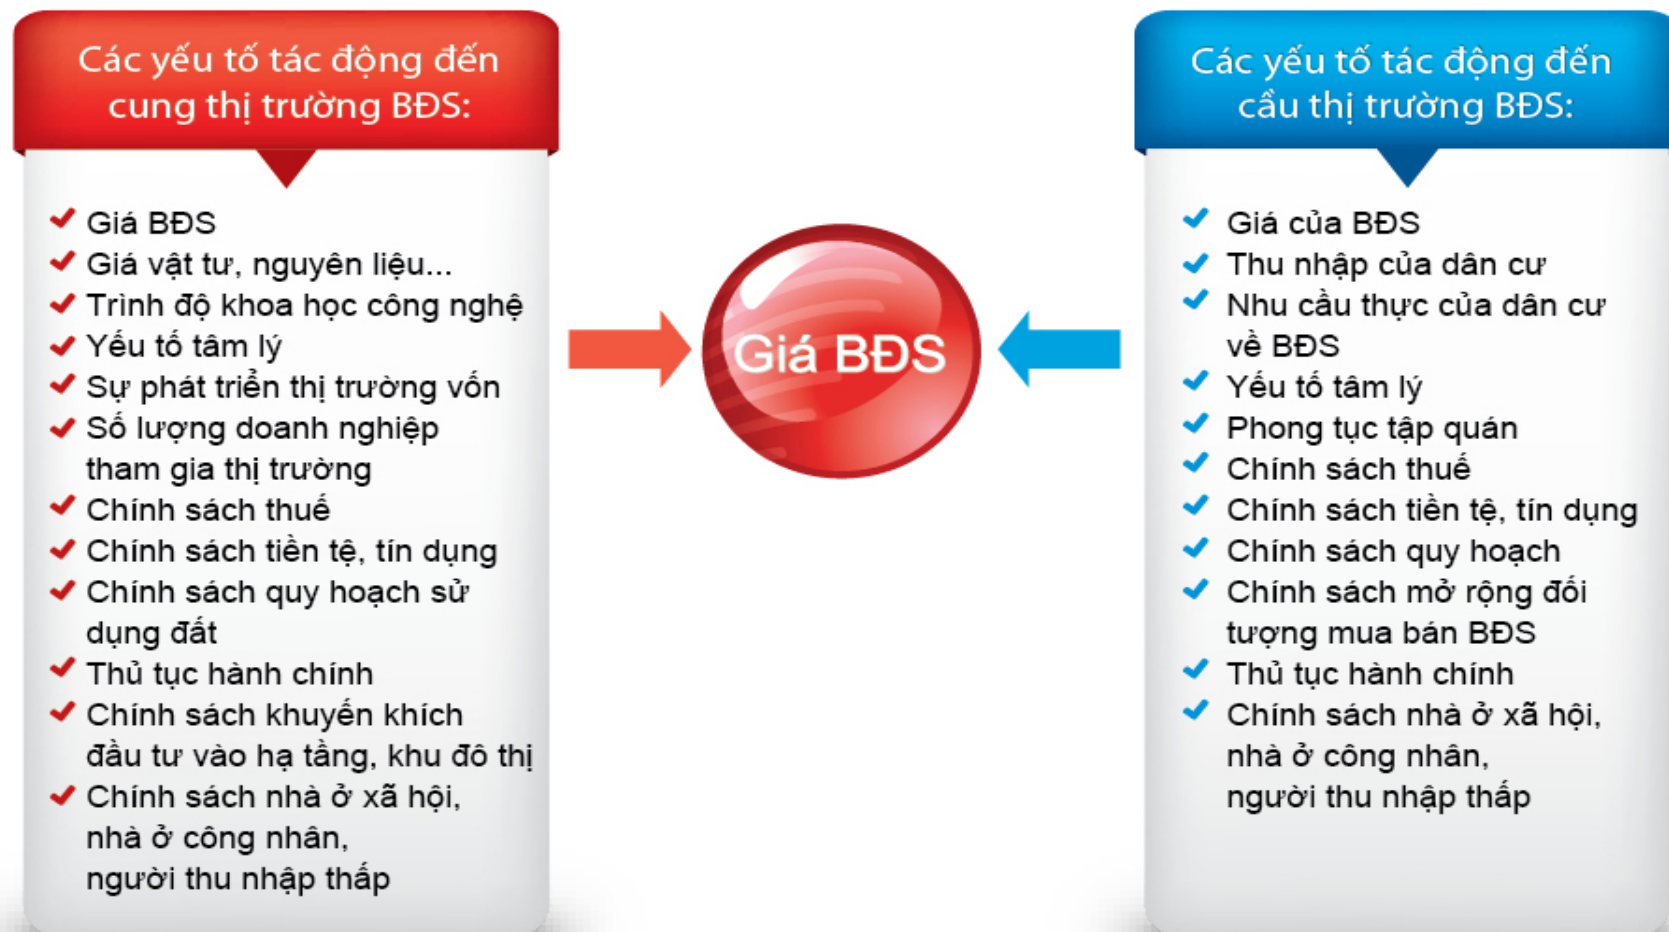 Các yếu tố tác động đến
cung thị trường BĐS:
Giá BĐS
Giá vật tư, nguyên liệu...
Trình độ khoa học công nghệ
Yếu tố tâm lý
Sự phát triển thị trường vốn
Số lượng doanh nghiệp
tham gia thị trường
Chính sách thuế
Chính sách tiền tệ, tín dụng
Chính sách quy hoạch sử
dụng đất
Thủ tục hành chính
Chính sách khuyến khích
đầu tư vào hạ tầng, khu đô thị
Chính sách nhà ở xã hội,
nhà ở công nhân,
người thu nhập thấp
Giá BĐS
Các yếu tố tác động đến
cầu thị trường BĐS:
Giá của BĐS
Thu nhập của dân cư
Nhu cầu thực của dân cư
về BĐS
Yếu tố tâm lý
Phong tục tập quán
Chính sách thuế
Chính sách tiền tệ, tín dụng
Chính sách quy hoạch
Chính sách mở rộng đối
tượng mua bán BĐS
Thủ tục hành chính
Chính sách nhà ở xã hội,
nhà ở công nhân,
người thu nhập thấp